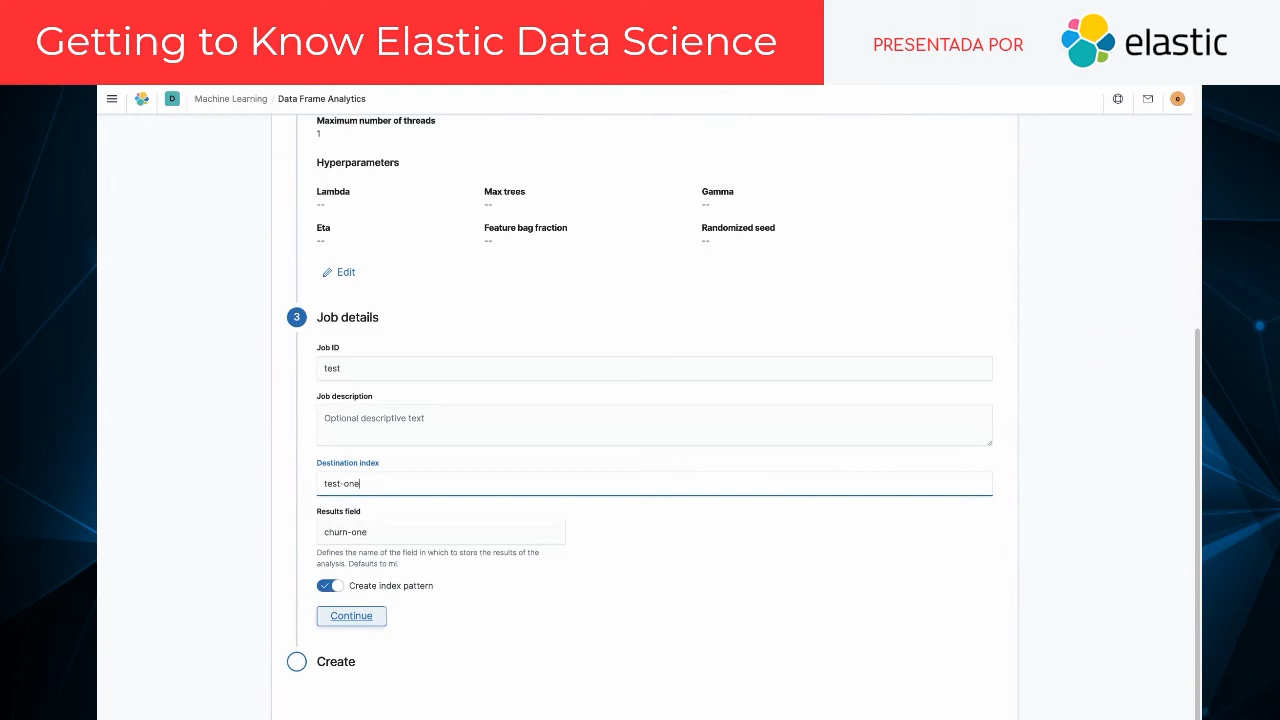 Getting to Know Elastic Data Science
PRESENTADA POR
elastic
D
Machine Learning / Data Frame Analytics
e
Maximum number of threads
1
Hyperparameters
Lambda
Max trees
Gamma
--
--
--
Eta
Feature bag fraction
Randomized seed
--
--
--
Edit
3
Job details
Job ID
test
Job description
Optional descriptive text
Destination index
test-one
Results field
churn-one
Defines the name of the field in which to store the results of the
analysis. Defaults to ml.
Create index pattern
Continue
Create